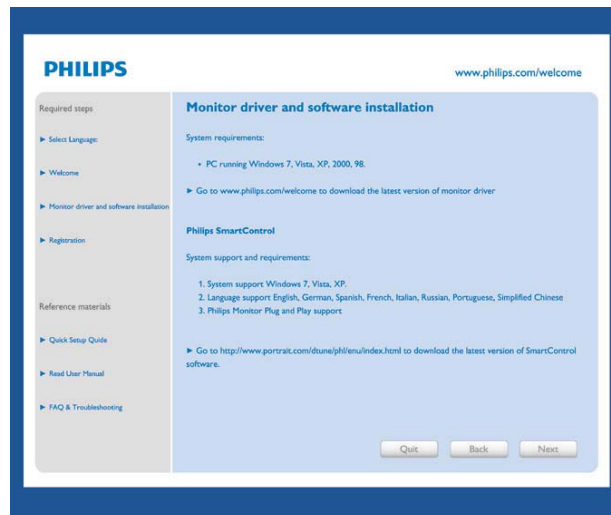 PHILIPS
www.philips.com/welcome
Required steps
► Select Language:
► Welcome
► Monitor driver and software installation
► Registration
Reference materials
► Quick Setup Quide
► Read User Manual
► FAQ & Troubleshooting
Monitor driver and software installation
System requirements:
• PC running Windows 7, Vista, XP, 2000, 98.
► Go to www.philips.com/welcome to download the latest version of monitor driver
Philips SmartControl
System support and requirements:
1. System support Windows 7, Vista, XP.
2. Language support English, German, Spanish, French, Italian, Russian, Portuguese, Simplified Chinese
3. Philips Monitor Plug and Play support
► Go to http://www.portrait.com/dtune/phl/enu/index.html to download the latest version of SmartControl
software.
Quit Back Next